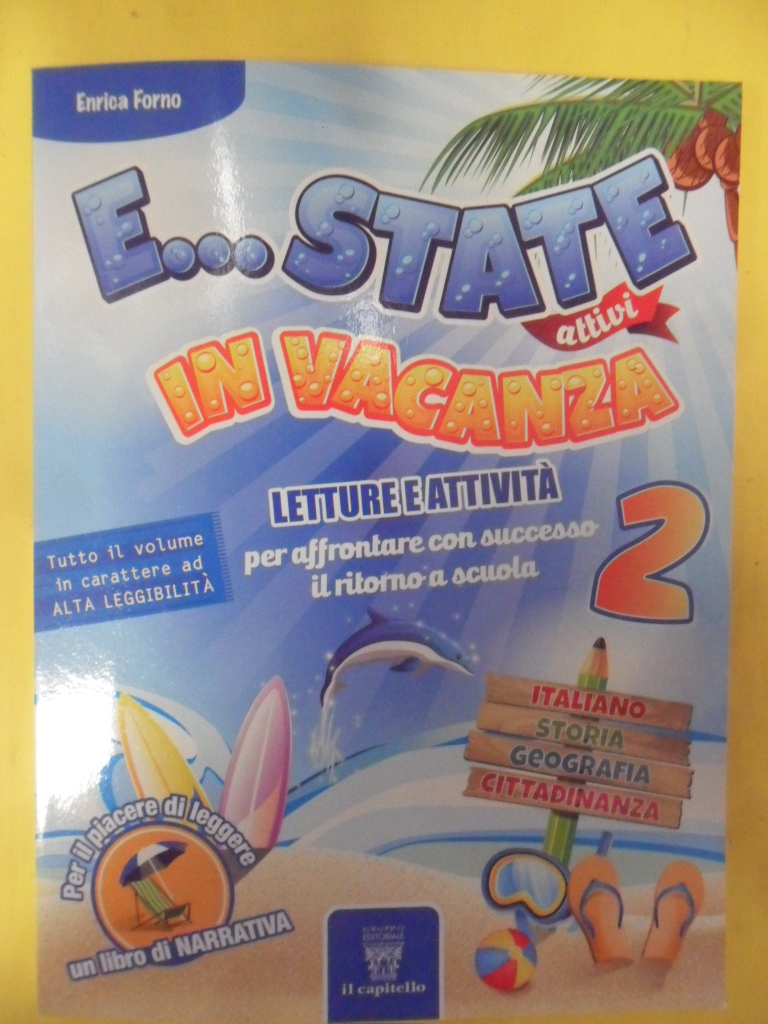 Enrica Forno
E... STATE
attivi
IN VACANZA
LETTURE E ATTIVITÀ
per affrontare con successo
il ritorno a scuola
2
Tutto il volume
in carattere ad
ALTA LEGGIBILITÀ
ITALIANO
STORIA
GEOGRAFIA
CITTADINANZA
Per il piacere di leggere
un libro di NARRATIVA
GRUPPO
EDITORIALE
il capitello